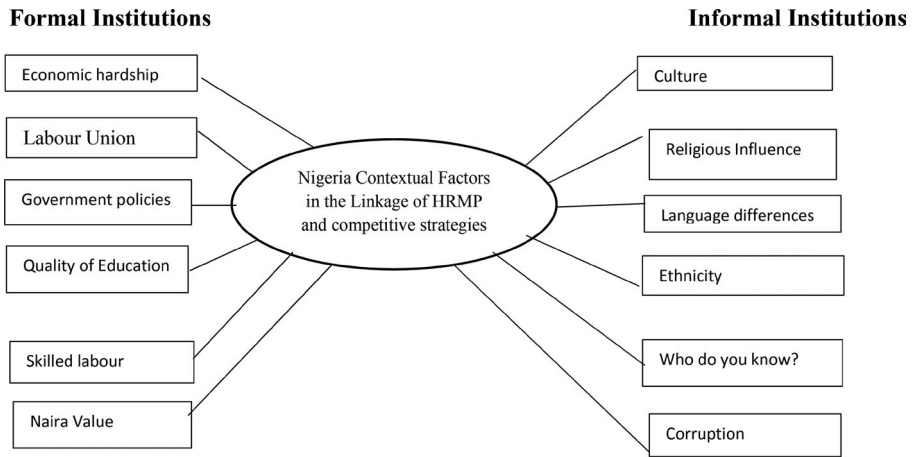 Formal Institutions
Informal Institutions
Economic hardship
Labour Union
Government policies
Quality of Education
Skilled labour
Naira Value
Nigeria Contextual Factors
in the Linkage of HRMP
and competitive strategies
Culture
Religious Influence
Language differences
Ethnicity
Who do you know?
Corruption